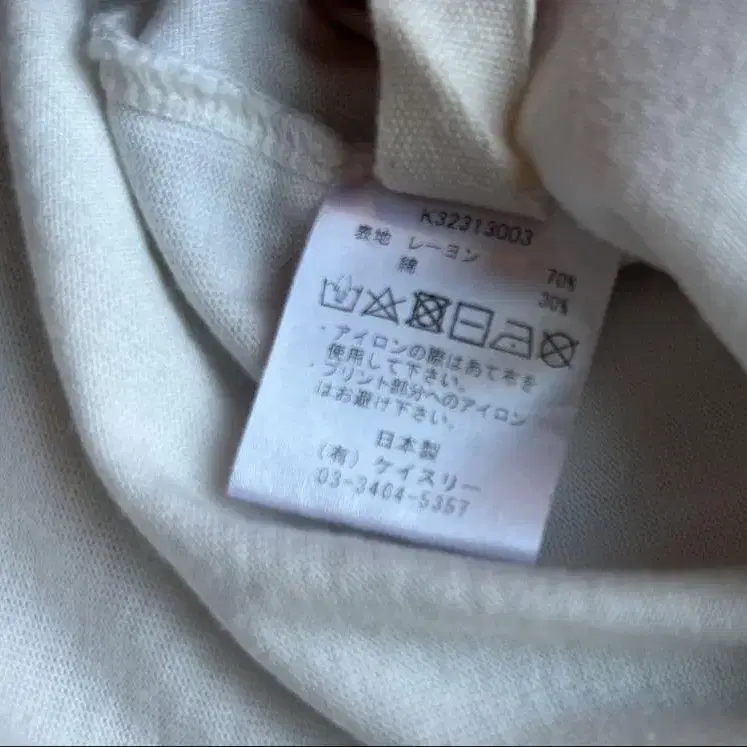 K32313003
表地 レーヨン 70%
綿 30%
・アイロンの際はあて布を
使用して下さい。
・プリント部分へのアイロン
はお避け下さい。
日本製
(有) ケイスリー
03-3404-5357